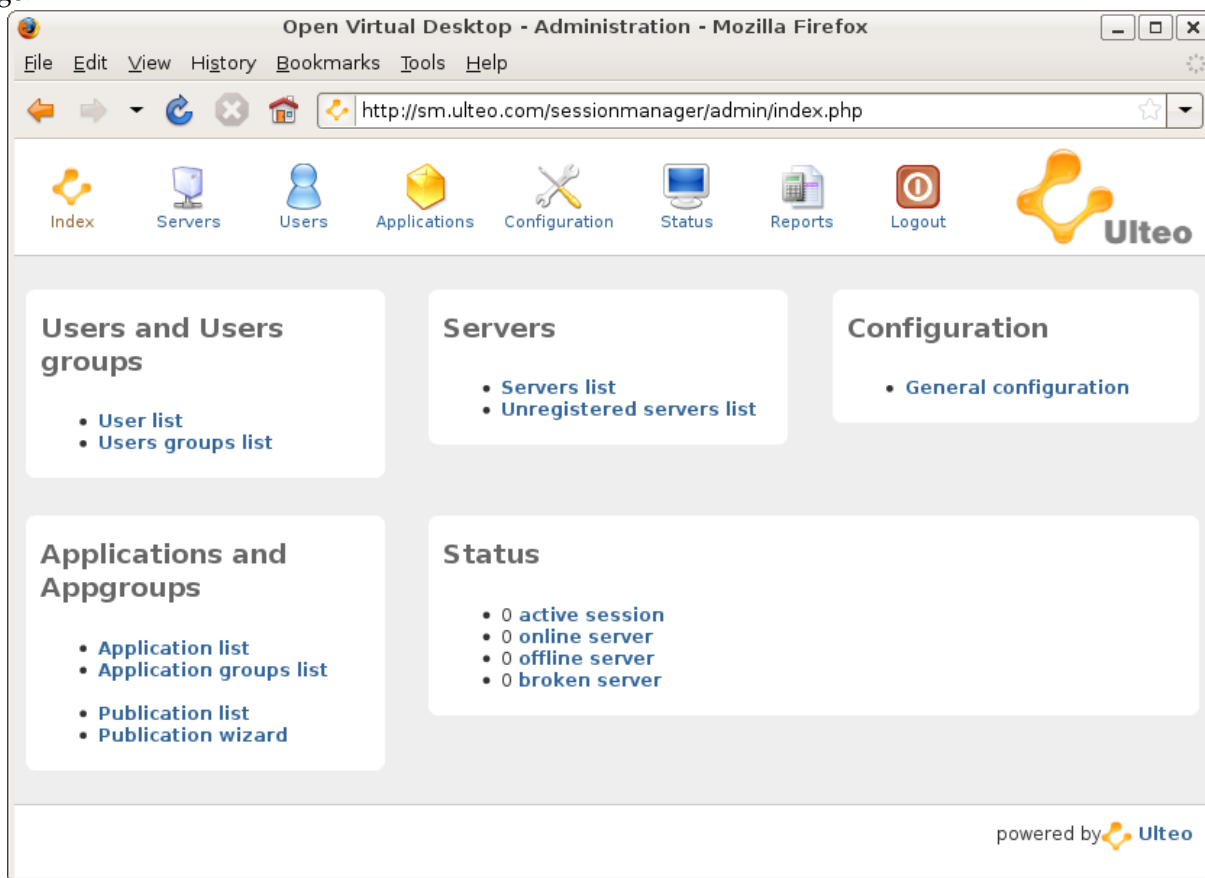 Open Virtual Desktop - Administration - Mozilla Firefox
File Edit View History Bookmarks Tools Help
http://sm.ulteo.com/sessionmanager/admin/index.php
Index Servers Users Applications Configuration Status Reports Logout
Ulteo
Users and Users
groups
• User list
• Users groups list
Servers
• Servers list
• Unregistered servers list
Configuration
• General configuration
Applications and
Appgroups
• Application list
• Application groups list
• Publication list
• Publication wizard
Status
• 0 active session
• 0 online server
• 0 offline server
• 0 broken server
powered by Ulteo